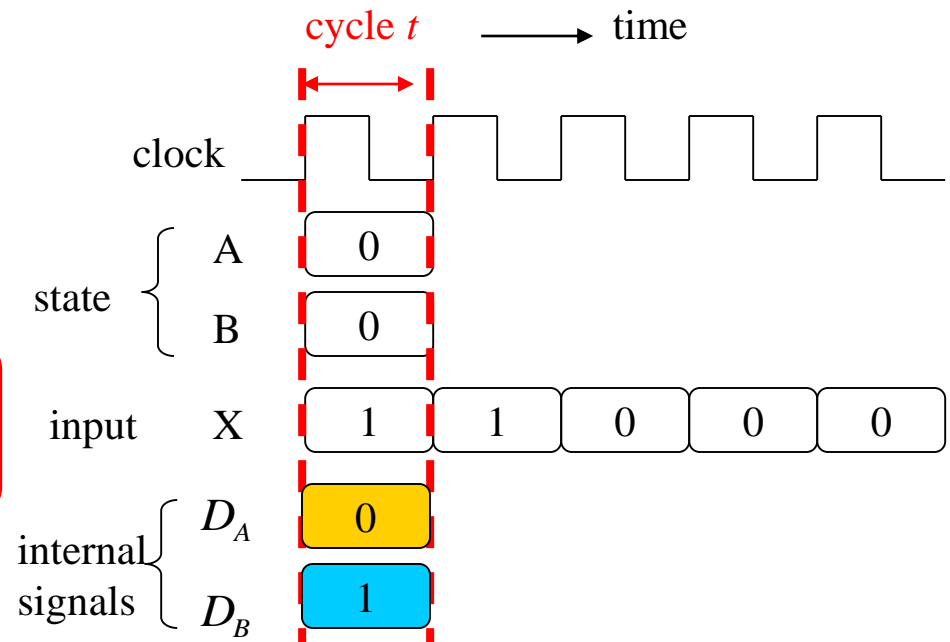 cycle t time
clock
A 0
state
B 0
input X 1 1 0 0 0
D_A 0
internal
signals
D_B 1